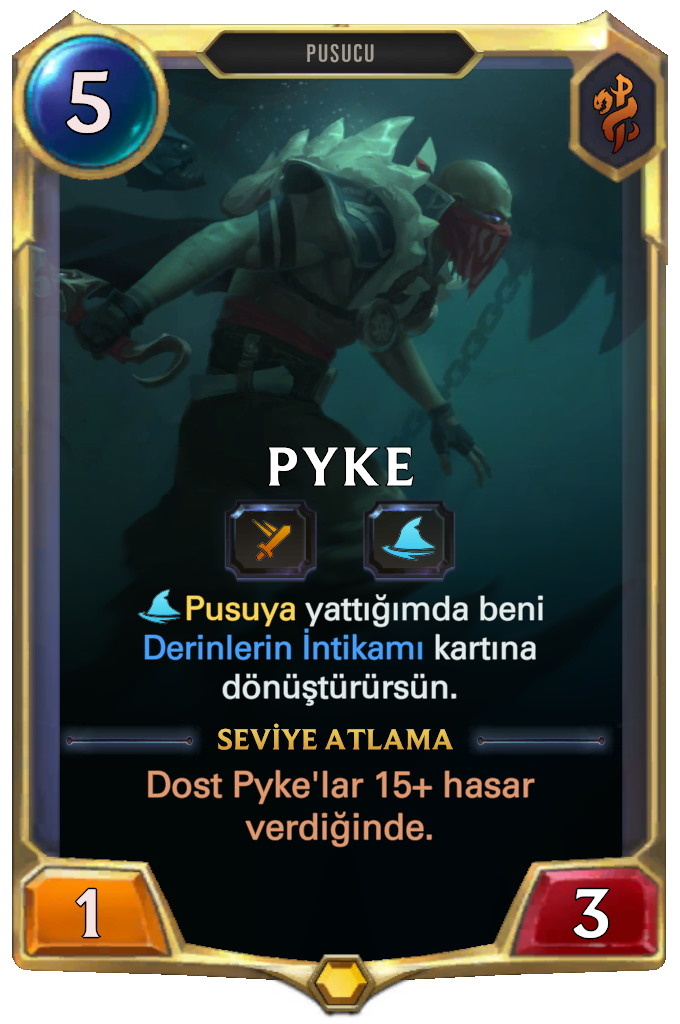 5
PUSUCU
PYKE
Pusuya yattığımda beni
Derinlerin İntikamı kartına
dönüştürürsün.
SEVİYE ATLAMA
Dost Pyke'lar 15+ hasar
verdiğinde.
1
3